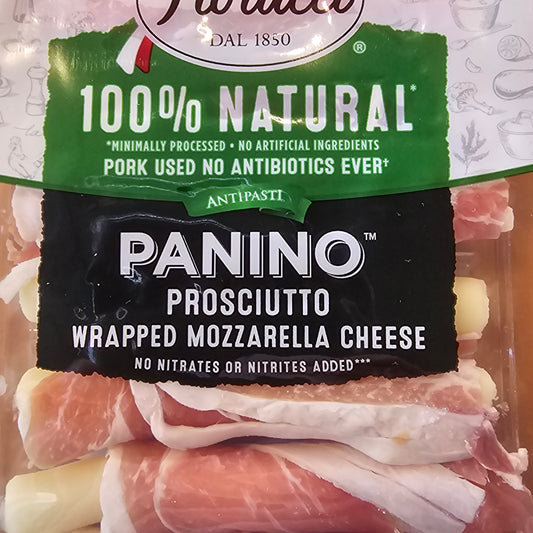 DAL 1850
®
100% NATURAL*
*MINIMALLY PROCESSED • NO ARTIFICIAL INGREDIENTS
PORK USED NO ANTIBIOTICS EVER†
ANTIPASTI
PANINO™
PROSCIUTTO
WRAPPED MOZZARELLA CHEESE
NO NITRATES OR NITRITES ADDED***